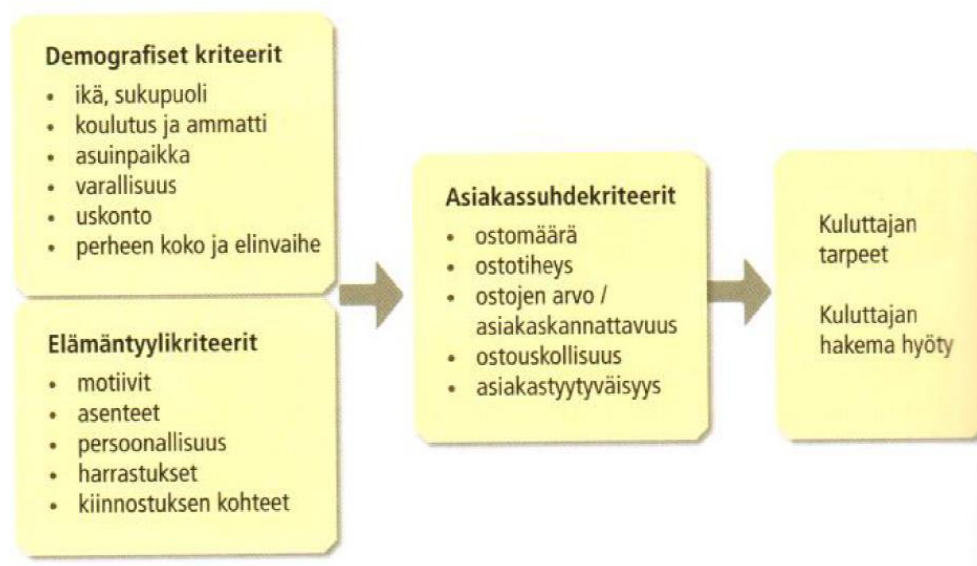 Demografiset kriteerit
• ikä, sukupuoli
• koulutus ja ammatti
• asuinpaikka
• varallisuus
• uskonto
• perheen koko ja elinvaihe
Elämäntyylikriteerit
• motiivit
• asenteet
• persoonallisuus
• harrastukset
• kiinnostuksen kohteet
Asiakassuhdekriteerit
• ostomäärä
• ostotiheys
• ostojen arvo /
asiakaskannattavuus
• ostouskollisuus
• asiakastyytyväisyys
Kuluttajan
tarpeet
Kuluttajan
hakema hyöty